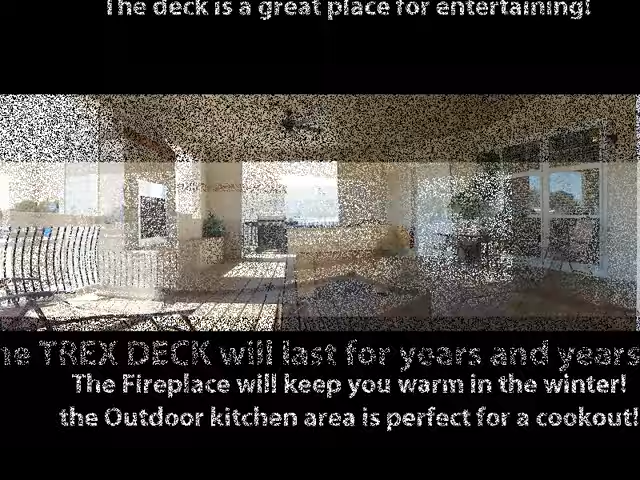 The deck is a great place for entertaining!
he TREX DECK will last for years and years
The Fireplace will keep you warm in the winter!
the Outdoor kitchen area is perfect for a cookout!